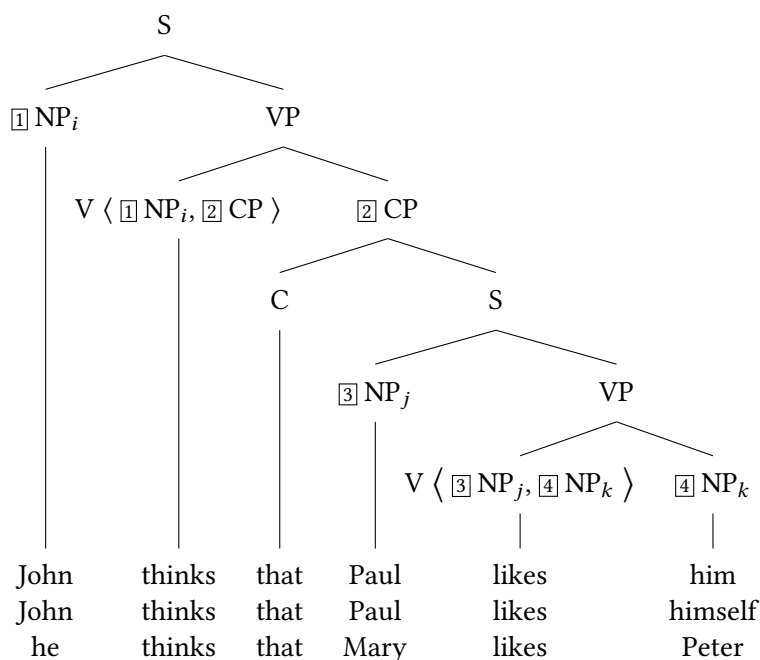 S
1 NPi VP
V ⟨ 1 NPi, 2 CP ⟩ 2 CP
C S
3 NPj VP
V ⟨ 3 NPj, 4 NPk ⟩ 4 NPk
John thinks that Paul likes him
John thinks that Paul likes himself
he thinks that Mary likes Peter